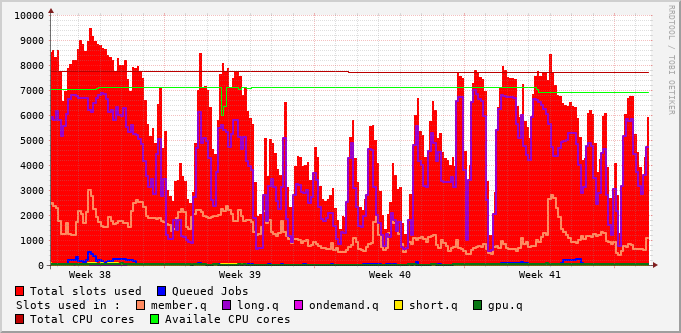 10000
9000
8000
7000
6000
5000
4000
3000
2000
1000
0
Week 38 Week 39 Week 40 Week 41
RRDTOOL / TOBI OETIKER
Total slots used Queued Jobs
Slots used in : member.q long.q ondemand.q short.q gpu.q
Total CPU cores Availale CPU cores